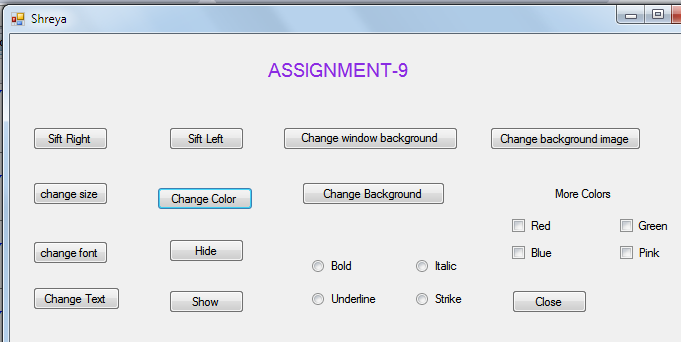 Shreya
ASSIGNMENT-9
Sift Right
Sift Left
Change window background
Change background image
change size
Change Color
Change Background
More Colors
Red
Green
change font
Hide
Blue
Pink
Bold
Italic
Change Text
Show
Underline
Strike
Close